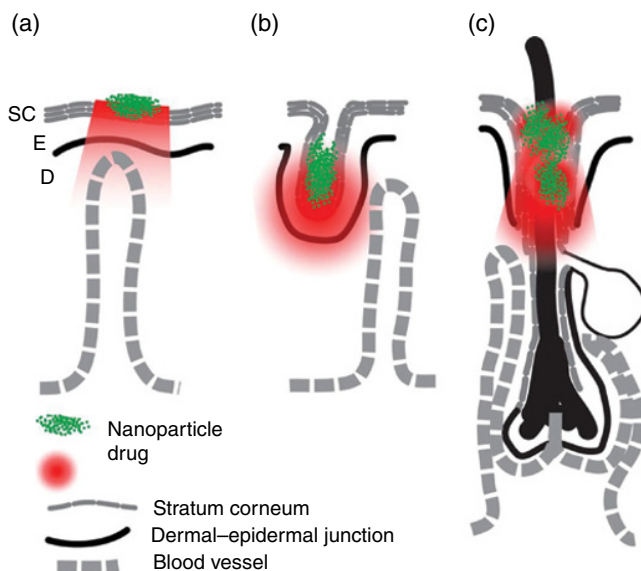 (a)
(b)
(c)
SC
E
D
Nanoparticle
drug
Stratum corneum
Dermal–epidermal junction
Blood vessel